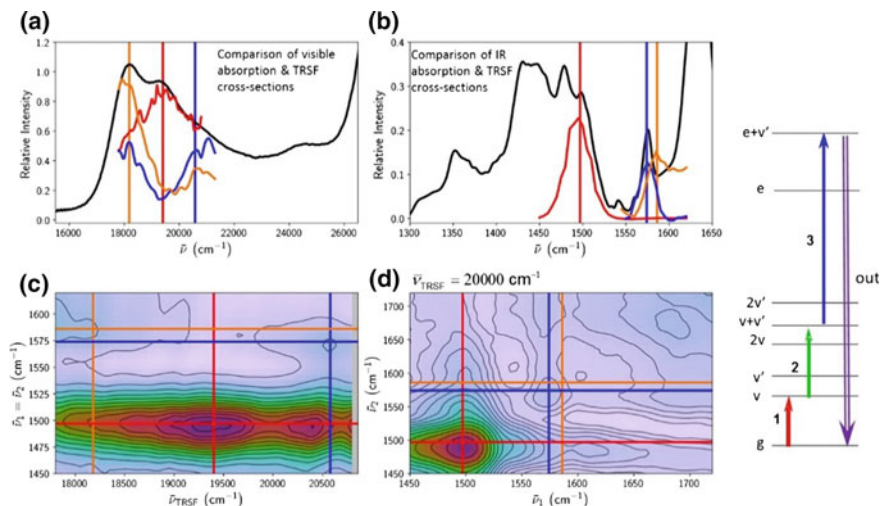 (a)
1.2
1.0
0.8
0.6
0.4
0.2
0.0
Relative Intensity
Comparison of visible
absorption & TRSF
cross-sections
16000 18000 20000 22000 24000 26000
ν̄ (cm⁻¹)
(b)
0.4
0.3
0.2
0.1
0.0
Relative Intensity
Comparison of IR
absorption & TRSF
cross-sections
1300 1350 1400 1450 1500 1550 1600 1650
ν̄ (cm⁻¹)
(c)
1600
1575
1550
1525
1500
1475
1450
ν̄₁ = ν̄₂ (cm⁻¹)
18000 18500 19000 19500 20000 20500
ν̄TRSF (cm⁻¹)
(d) ν̄TRSF = 20000 cm⁻¹
1700
1650
1600
1550
1500
1450
ν̄₂ (cm⁻¹)
1450 1500 1550 1600 1650 1700
ν̄₁ (cm⁻¹)
e+v'
e
3
out
2v'
v+v'
2v
2
v'
v
1
g